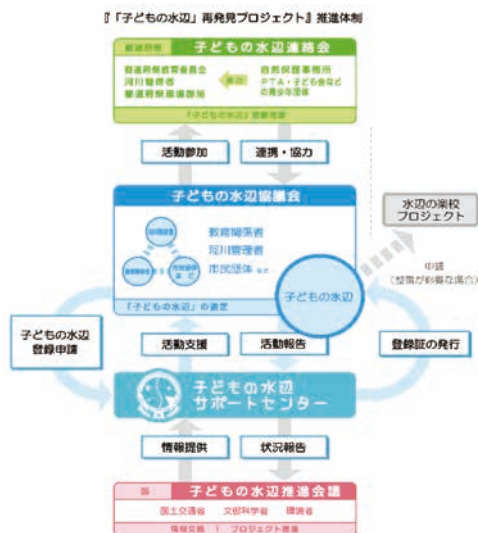 『「子どもの水辺」再発見プロジェクト』推進体制
都道府県 子どもの水辺連絡会
都道府県教育委員会
河川管理者
都道府県環境部局
自然保護事務所
PTA・子ども会など
の青少年団体
活動参加
連携・協力
子どもの水辺協議会
教育関係者
河川管理者
市民団体 など
「子どもの水辺」の選定
子どもの水辺
水辺の楽校
プロジェクト
申請
(整備が必要な場合)
子どもの水辺
登録申請
活動支援
活動報告
登録証の発行
子どもの水辺
サポートセンター
情報提供
状況報告
国 子どもの水辺推進会議
国土交通省 文部科学省 環境省
情報交換 プロジェクト推進